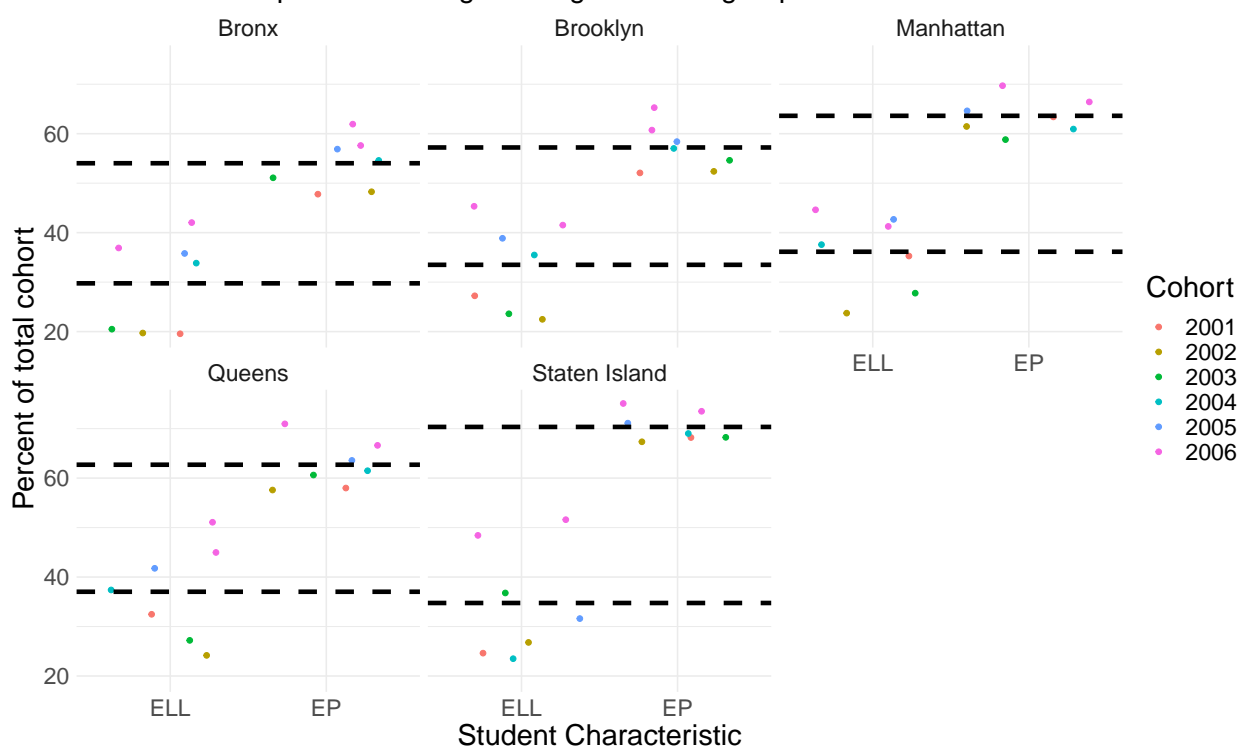 Bronx
Brooklyn
Manhattan
60
40
20
Percent of total cohort
ELL
EP
Queens
Staten Island
60
40
20
ELL
EP
ELL
EP
Student Characteristic
Cohort
2001
2002
2003
2004
2005
2006